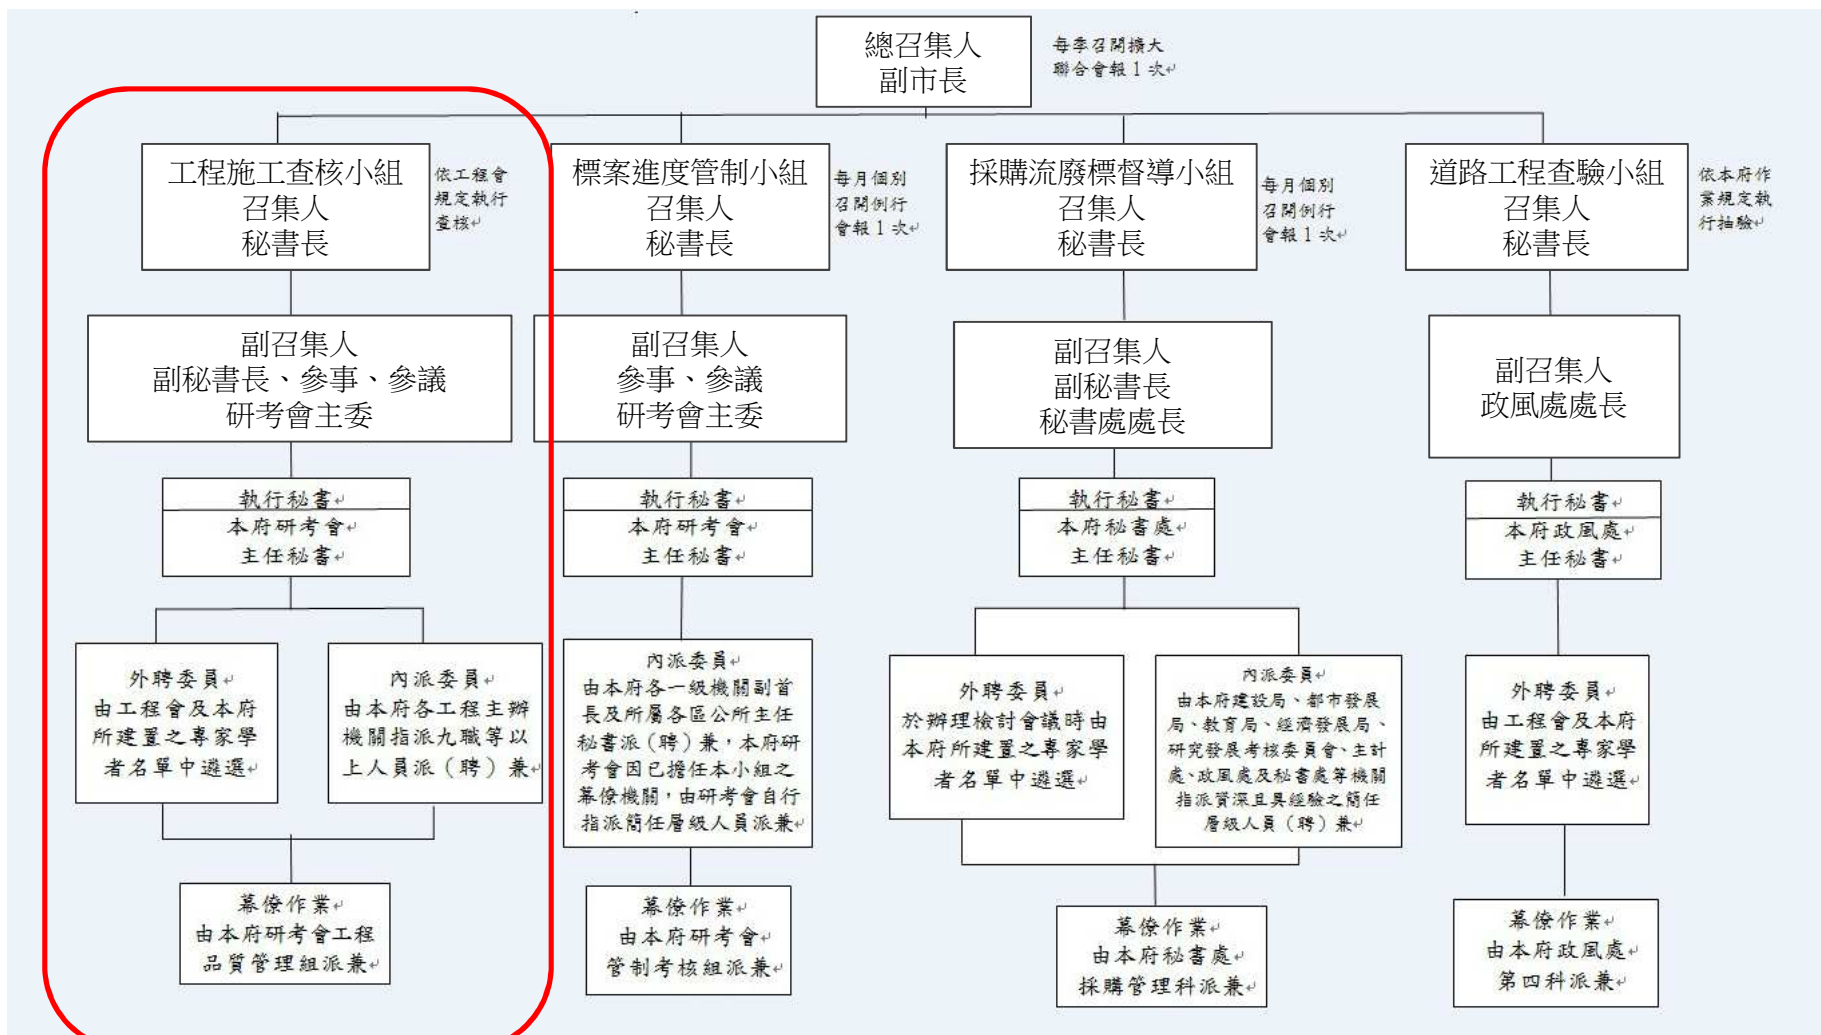 總召集人
副市長
每季召開擴大
聯合會報1次
工程施工查核小組
召集人
秘書長
依工程會
規定執行
查核
副召集人
副秘書長、參事、參議
研考會主委
執行秘書
本府研考會
主任秘書
外聘委員
由工程會及本府
所建置之專家學
者名單中遴選
內派委員
由本府各工程主辦
機關指派九職等以
上人員派（聘）兼
幕僚作業
由本府研考會工程
品質管理組派兼
標案進度管制小組
召集人
秘書長
每月個別
召開例行
會報1次
副召集人
參事、參議
研考會主委
執行秘書
本府研考會
主任秘書
內派委員
由本府各一級機關副首
長及所屬各區公所主任
秘書派（聘）兼，本府研
考會因已擔任本小組之
幕僚機關，由研考會自行
指派簡任層級人員派兼
幕僚作業
由本府研考會
管制考核組派兼
採購流廢標督導小組
召集人
秘書長
每月個別
召開例行
會報1次
副召集人
副秘書長
秘書處處長
執行秘書
本府秘書處
主任秘書
外聘委員
於辦理檢討會議時由
本府所建置之專家學
者名單中遴選
內派委員
由本府建設局、都市發展
局、教育局、經濟發展局、
研究發展考核委員會、主計
處、政風處及秘書處等機關
指派資深且具經驗之簡任
層級人員（聘）兼
幕僚作業
由本府秘書處
採購管理科派兼
道路工程查驗小組
召集人
秘書長
依本府作
業規定執
行抽驗
副召集人
政風處處長
執行秘書
本府政風處
主任秘書
外聘委員
由工程會及本府
所建置之專家學
者名單中遴選
幕僚作業
由本府政風處
第四科派兼